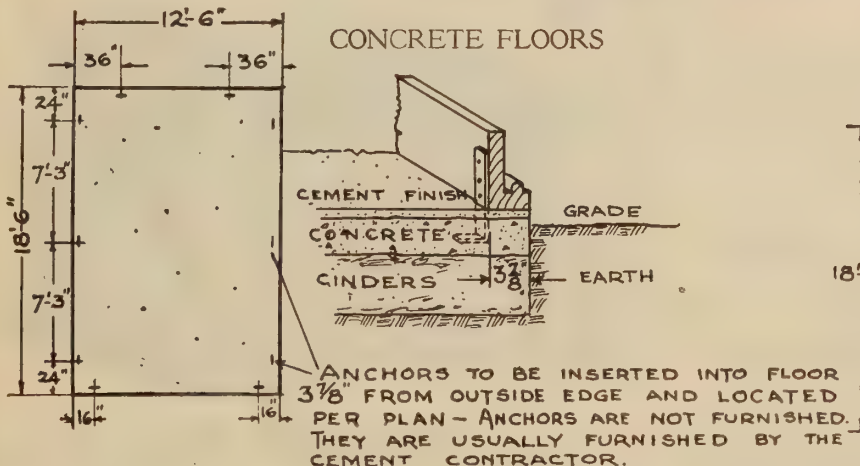 CONCRETE FLOORS
12'-6"
36"
36"
24"
7'-3"
18'-6"
7'-3"
24"
16"
16"
CEMENT FINISH
CONCRETE
CINDERS
3 7/8"
GRADE
EARTH
ANCHORS TO BE INSERTED INTO FLOOR
3 7/8" FROM OUTSIDE EDGE AND LOCATED
PER PLAN - ANCHORS ARE NOT FURNISHED.
THEY ARE USUALLY FURNISHED BY THE
CEMENT CONTRACTOR.